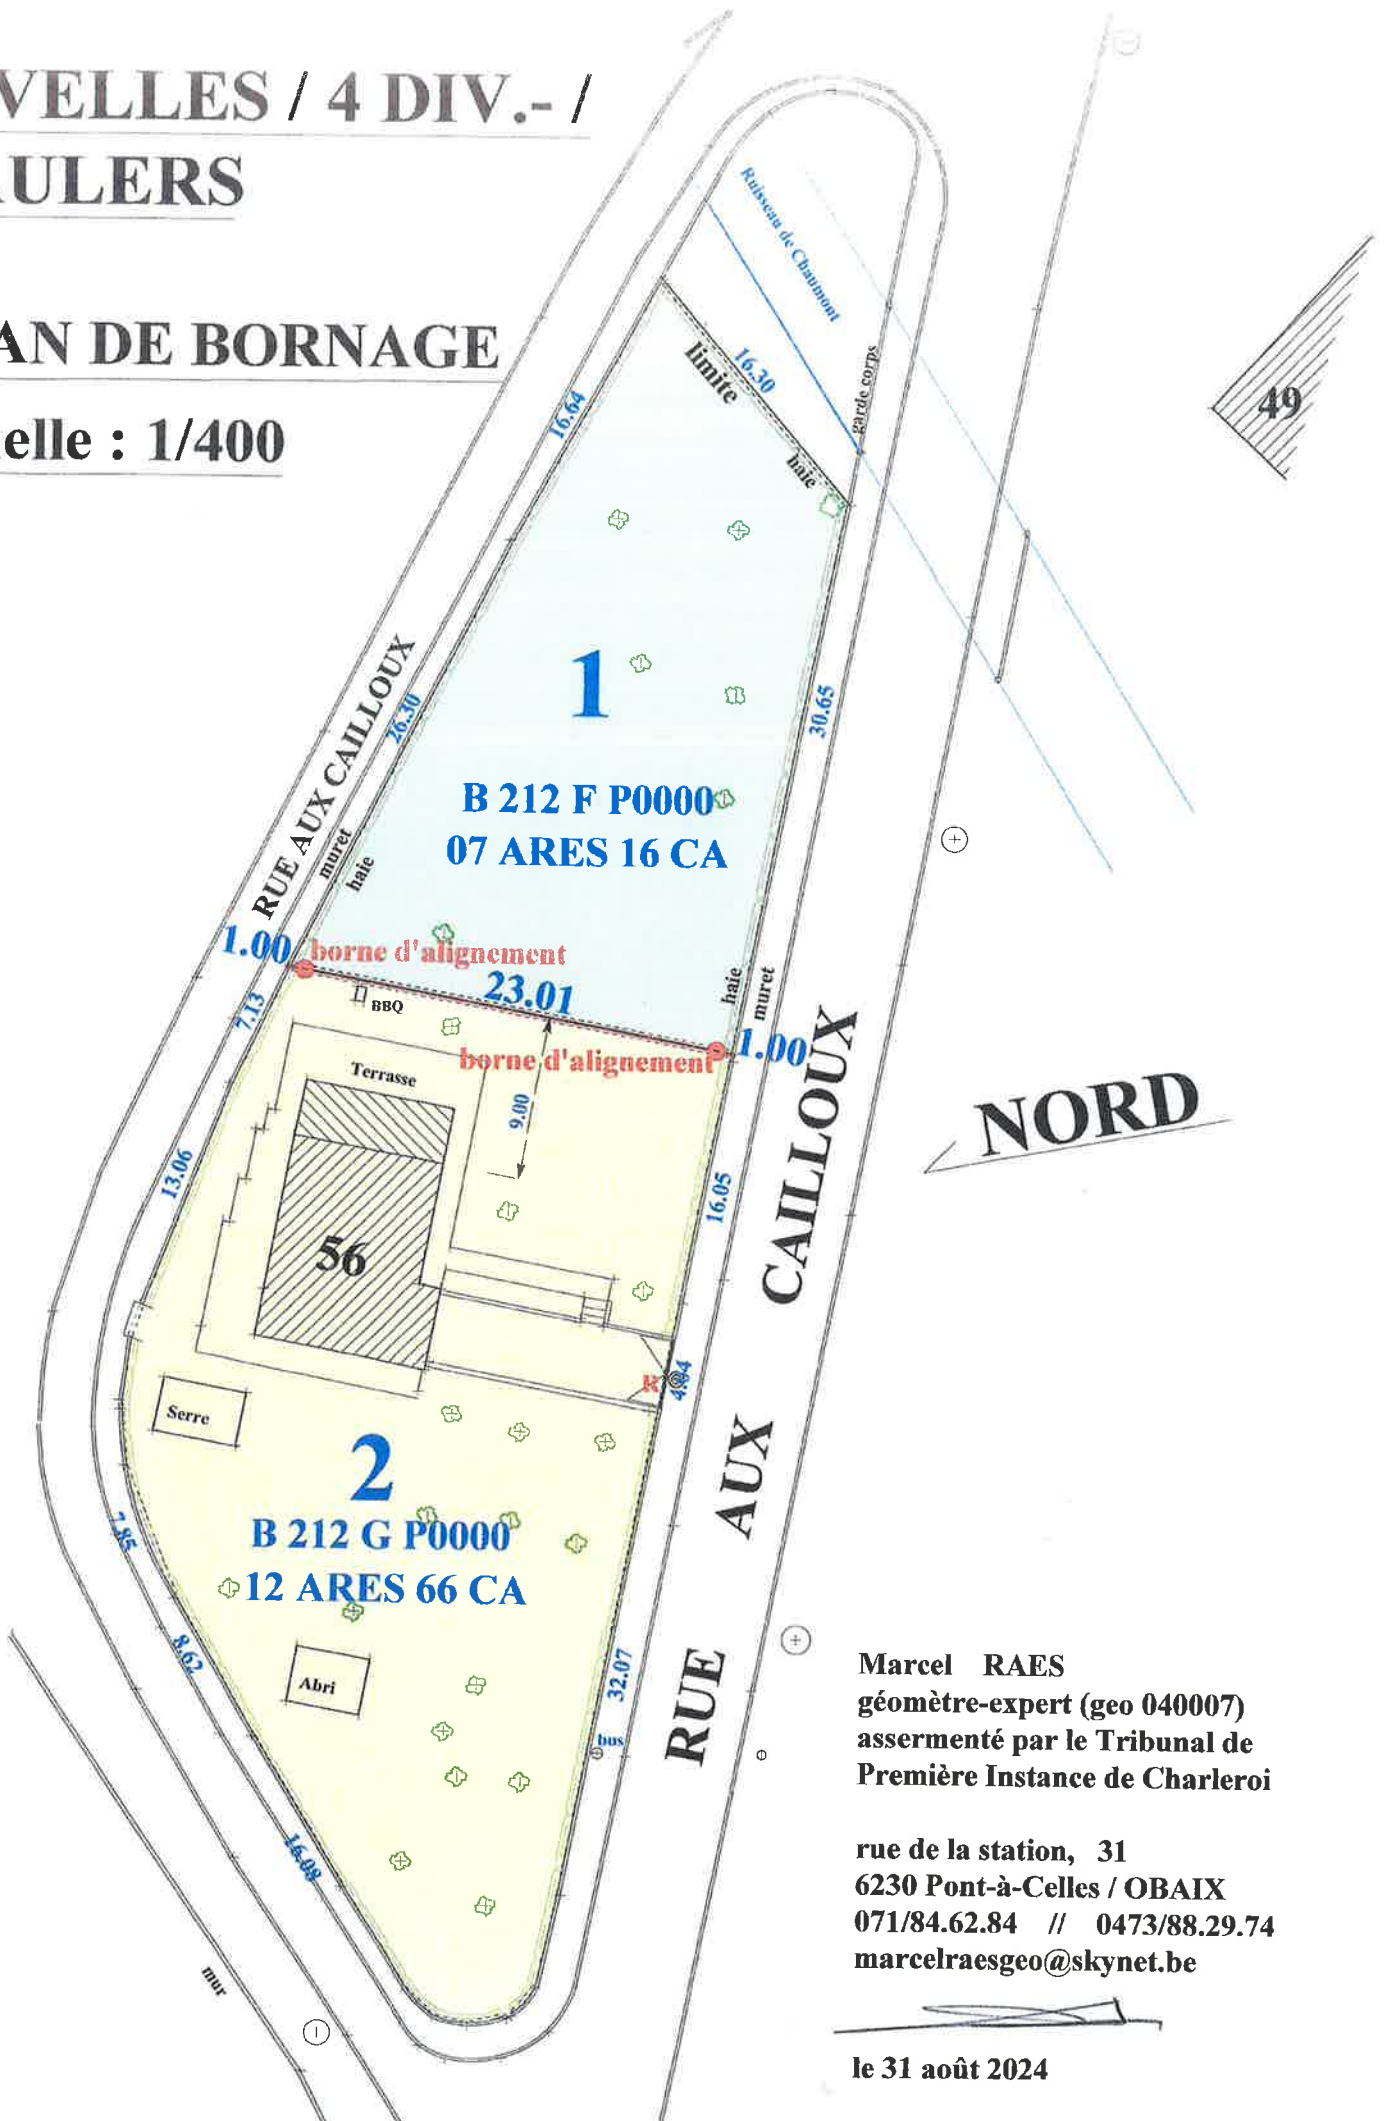 VELLES / 4 DIV.- /
AULERS
AN DE BORNAGE
elle : 1/400
Ruisseau de Chaumont
limite
16.30
haie
garde corps
49
16.64
RUE AUX CAILLOUX
26.30
muret
haie
1
B 212 F P0000
07 ARES 16 CA
30.65
1.00
borne d'alignement
23.01
haie
muret
7.13
BBQ
borne d'alignement
1.00
Terrasse
9.00
NORD
13.06
56
16.05
RUE AUX CAILLOUX
Serre
R
4.04
2
B 212 G P0000
12 ARES 66 CA
7.85
8.62
Abri
32.07
bus
16.08
mur
Marcel RAES
géomètre-expert (geo 040007)
assermenté par le Tribunal de
Première Instance de Charleroi
rue de la station, 31
6230 Pont-à-Celles / OBAIX
071/84.62.84 // 0473/88.29.74
marcelraesgeo@skynet.be
le 31 août 2024